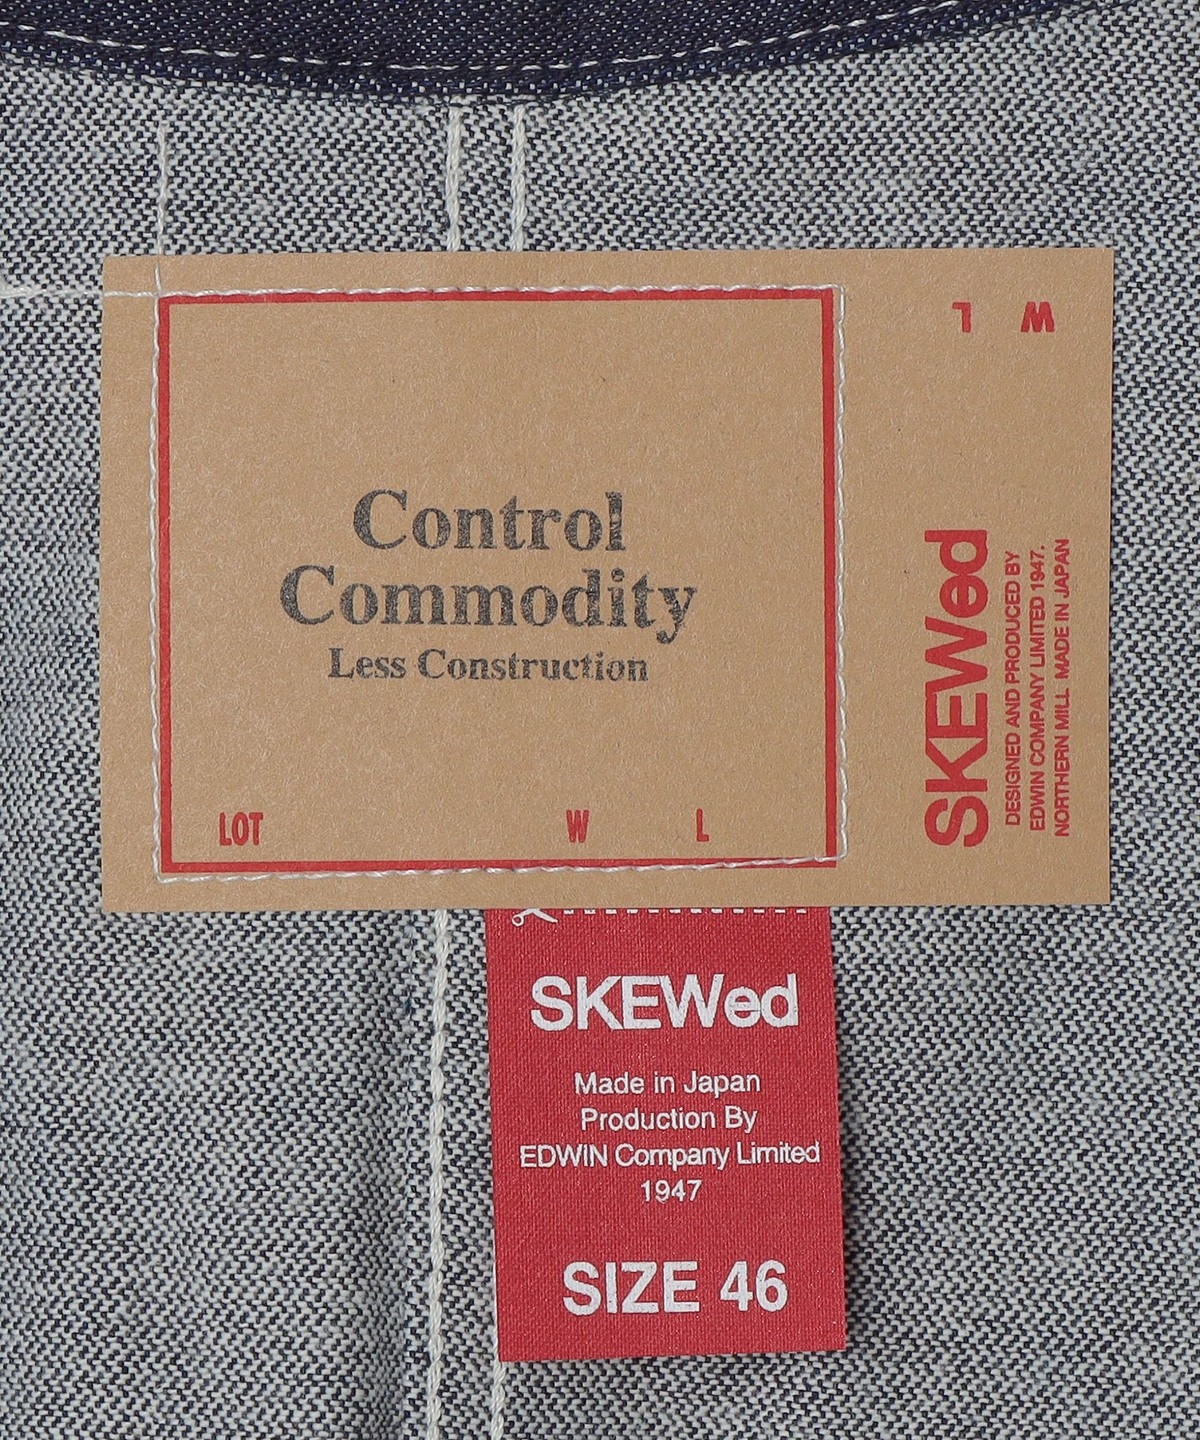 Control
Commodity
Less Construction
LOT W L
W
L
SKEWed
DESIGNED AND PRODUCED BY
EDWIN COMPANY LIMITED 1947.
NORTHERN MILL MADE IN JAPAN
SKEWed
Made in Japan
Production By
EDWIN Company Limited
1947
SIZE 46